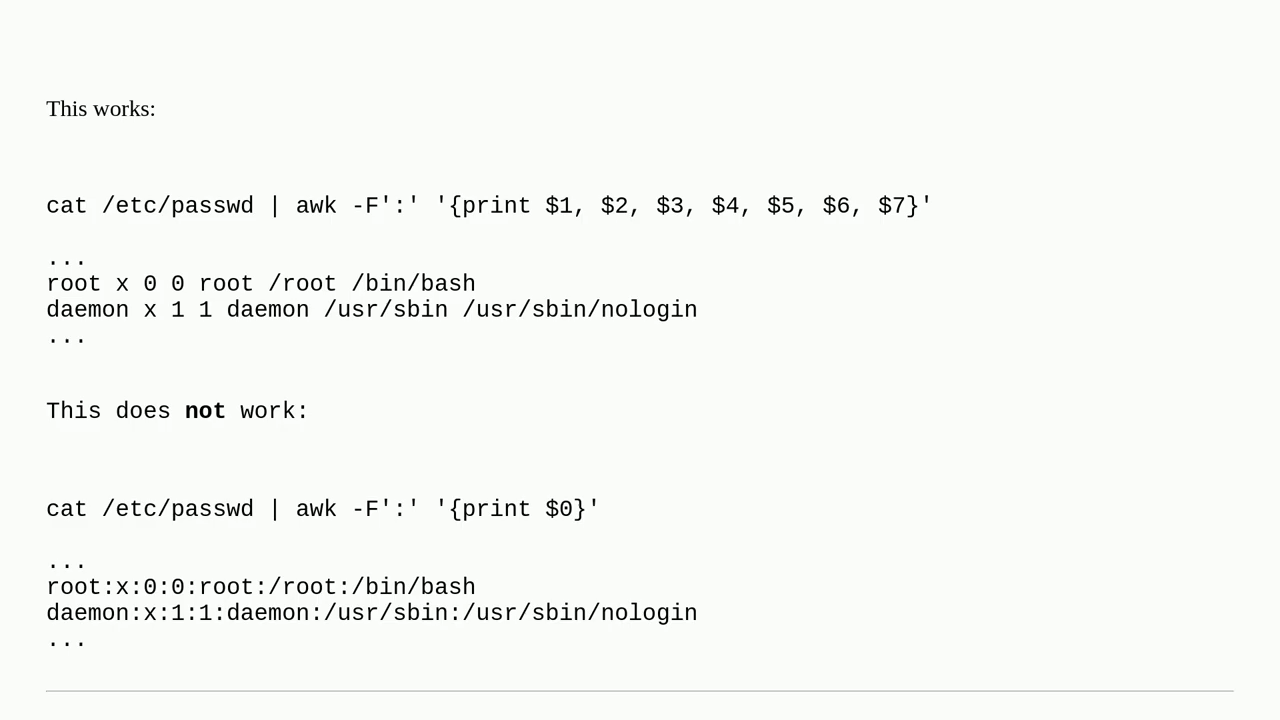 This works:
cat /etc/passwd | awk -F':' '{print $1, $2, $3, $4, $5, $6, $7}'
...
root x 0 0 root /root /bin/bash
daemon x 1 1 daemon /usr/sbin /usr/sbin/nologin
...
This does not work:
cat /etc/passwd | awk -F':' '{print $0}'
...
root:x:0:0:root:/root:/bin/bash
daemon:x:1:1:daemon:/usr/sbin:/usr/sbin/nologin
...